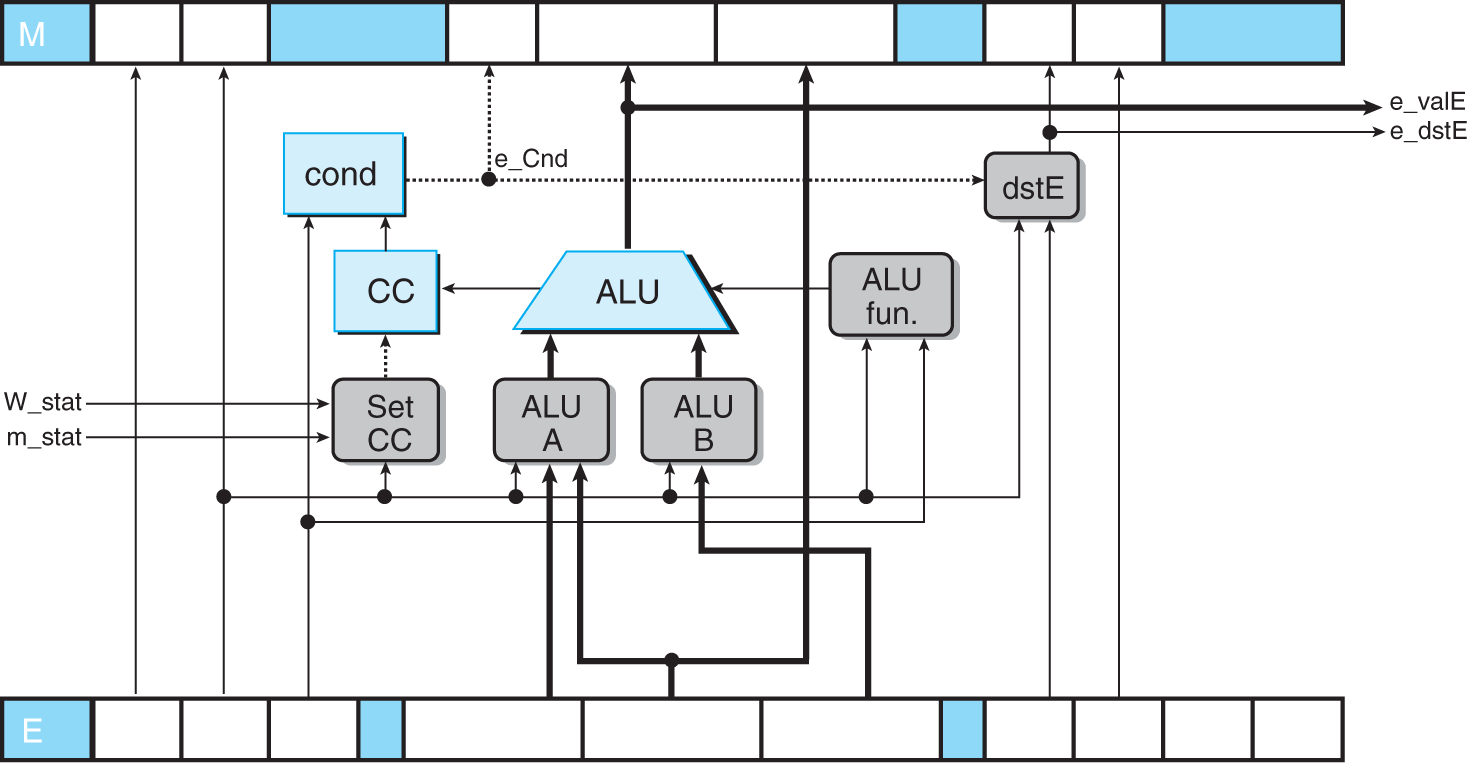 M
e_valE
e_dstE
e_Cnd
cond
dstE
CC
ALU
ALU
fun.
W_stat
m_stat
Set
CC
ALU
A
ALU
B
E